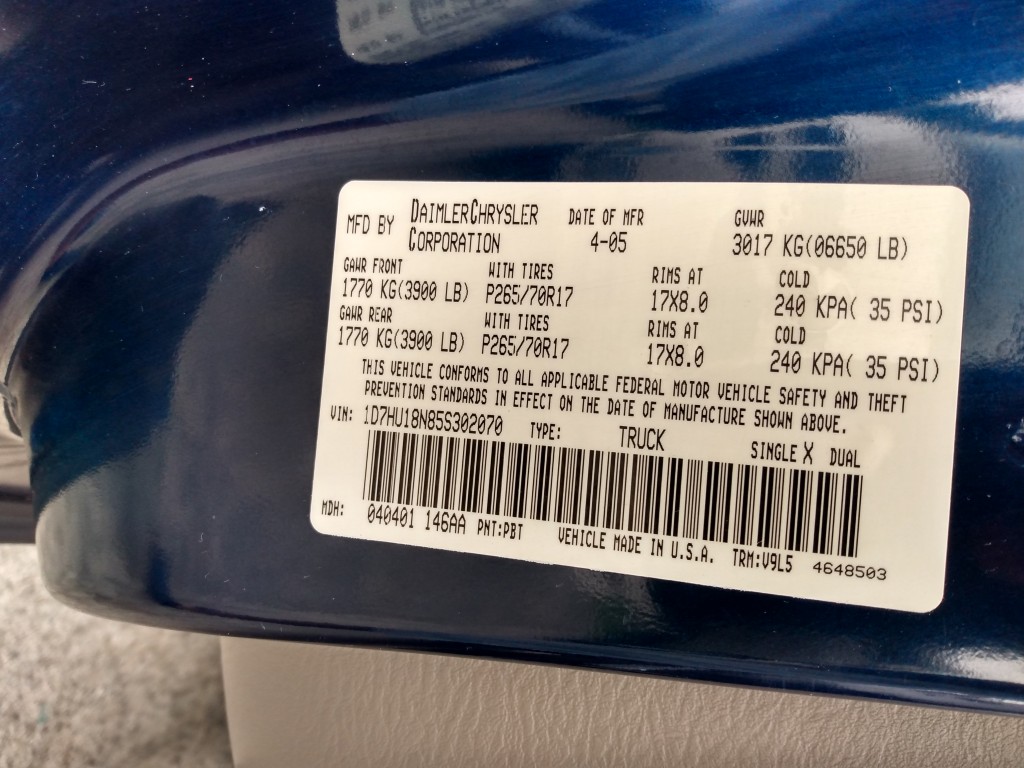 MFD BY DAIMLERCHRYSLER CORPORATION DATE OF MFR 4-05 GVWR 3017 KG(06650 LB)
GAWR FRONT WITH TIRES RIMS AT COLD
1770 KG(3900 LB) P265/70R17 17X8.0 240 KPA( 35 PSI)
GAWR REAR WITH TIRES RIMS AT COLD
1770 KG(3900 LB) P265/70R17 17X8.0 240 KPA( 35 PSI)
THIS VEHICLE CONFORMS TO ALL APPLICABLE FEDERAL MOTOR VEHICLE SAFETY AND THEFT
PREVENTION STANDARDS IN EFFECT ON THE DATE OF MANUFACTURE SHOWN ABOVE.
VIN: 1D7HU18N85S302070 TYPE: TRUCK SINGLE X DUAL
MDH: 040401 146AA PNT:PBT VEHICLE MADE IN U.S.A. TRM:V9L5 4648503